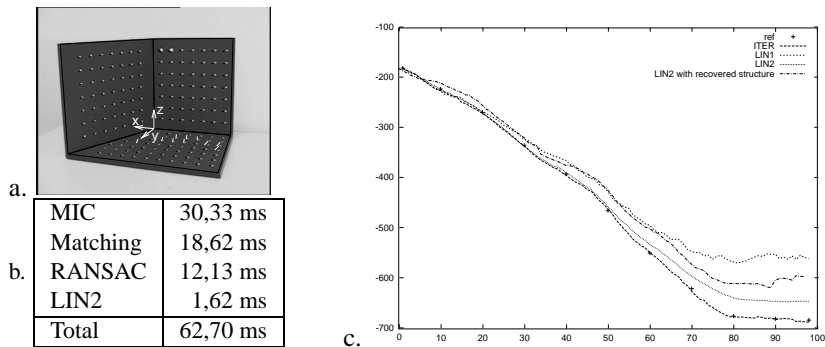 x
y
z
a.
MIC 30,33 ms
Matching 18,62 ms
b. RANSAC 12,13 ms
LIN2 1,62 ms
Total 62,70 ms
-100
-200
-300
-400
-500
-600
-700
0 10 20 30 40 50 60 70 80 90 100
ref
ITER
LIN1
LIN2
LIN2 with recovered structure
c.